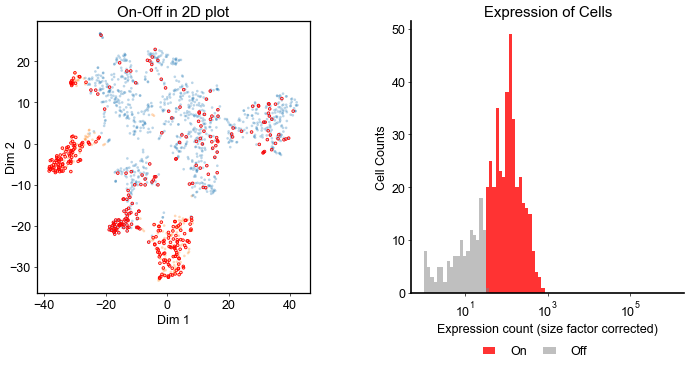 On-Off in 2D plot
Dim 2
20
10
0
−10
−20
−30
−40
−20
0
20
40
Dim 1
Expression of Cells
Cell Counts
50
40
30
20
10
0
10^1
10^3
10^5
Expression count (size factor corrected)
On
Off